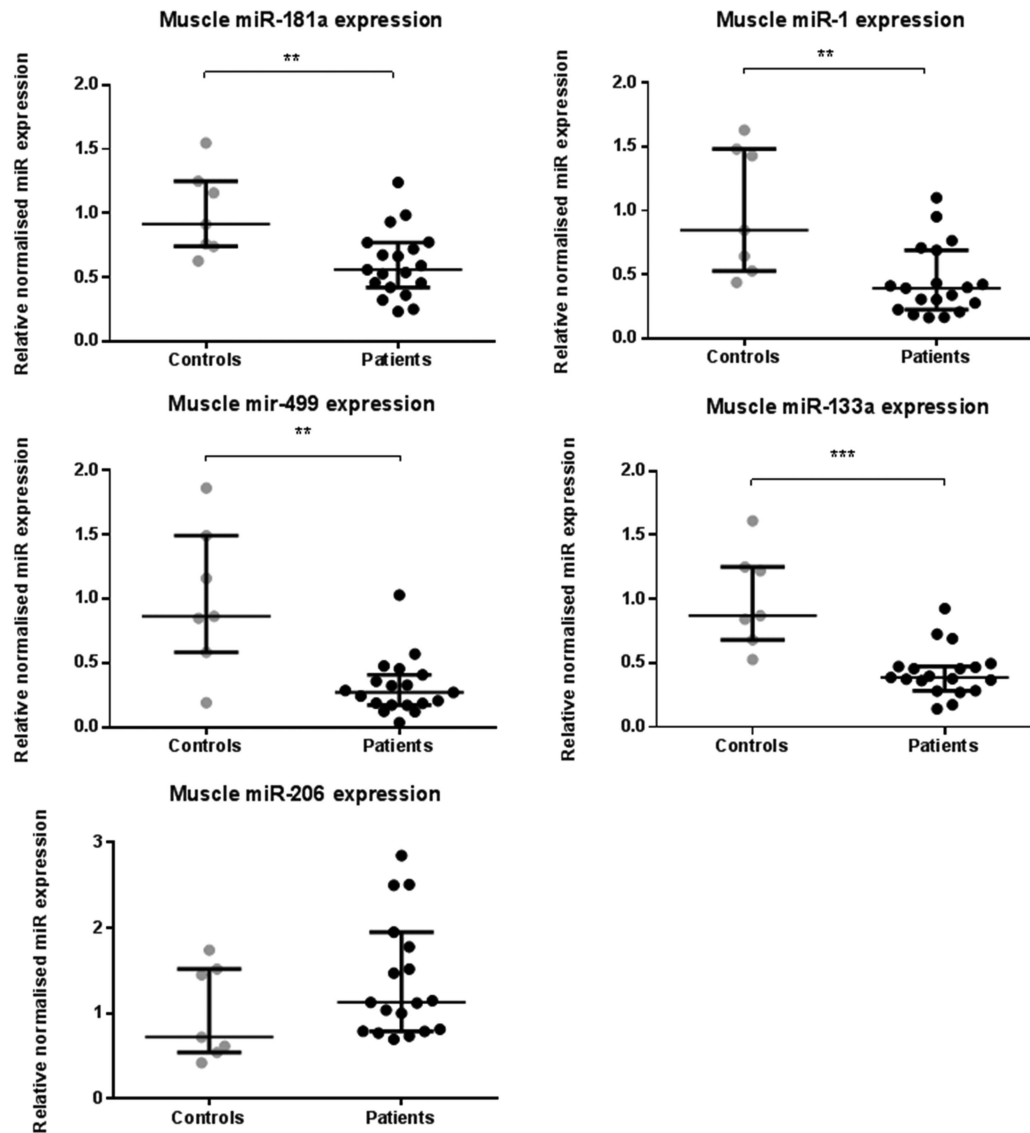 Muscle miR-181a expression
**
Relative normalised miR expression
2.0
1.5
1.0
0.5
0.0
Controls Patients
Muscle miR-1 expression
**
Relative normalised miR expression
2.0
1.5
1.0
0.5
0.0
Controls Patients
Muscle mir-499 expression
**
Relative normalised miR expression
2.0
1.5
1.0
0.5
0.0
Controls Patients
Muscle miR-133a expression
***
Relative normalised miR expression
2.0
1.5
1.0
0.5
0.0
Controls Patients
Muscle miR-206 expression
Relative normalised miR expression
3
2
1
0
Controls Patients